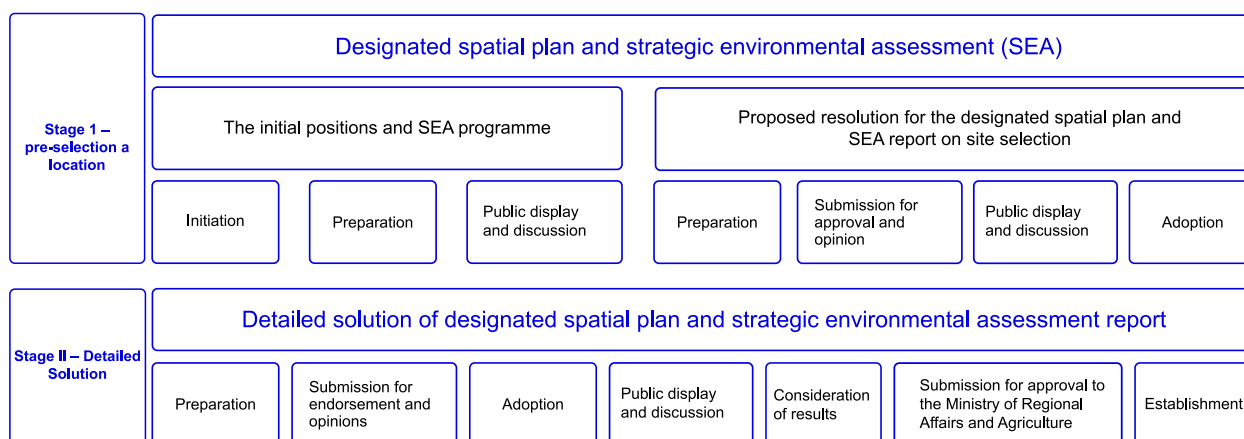 Designated spatial plan and strategic environmental assessment (SEA)
Stage 1 –
pre-selection a
location
The initial positions and SEA programme
Proposed resolution for the designated spatial plan and
SEA report on site selection
Initiation
Preparation
Public display
and discussion
Preparation
Submission for
approval and
opinion
Public display
and discussion
Adoption
Stage II – Detailed
Solution
Detailed solution of designated spatial plan and strategic environmental assessment report
Preparation
Submission for
endorsement and
opinions
Adoption
Public display
and discussion
Consideration
of results
Submission for approval to
the Ministry of Regional
Affairs and Agriculture
Establishment